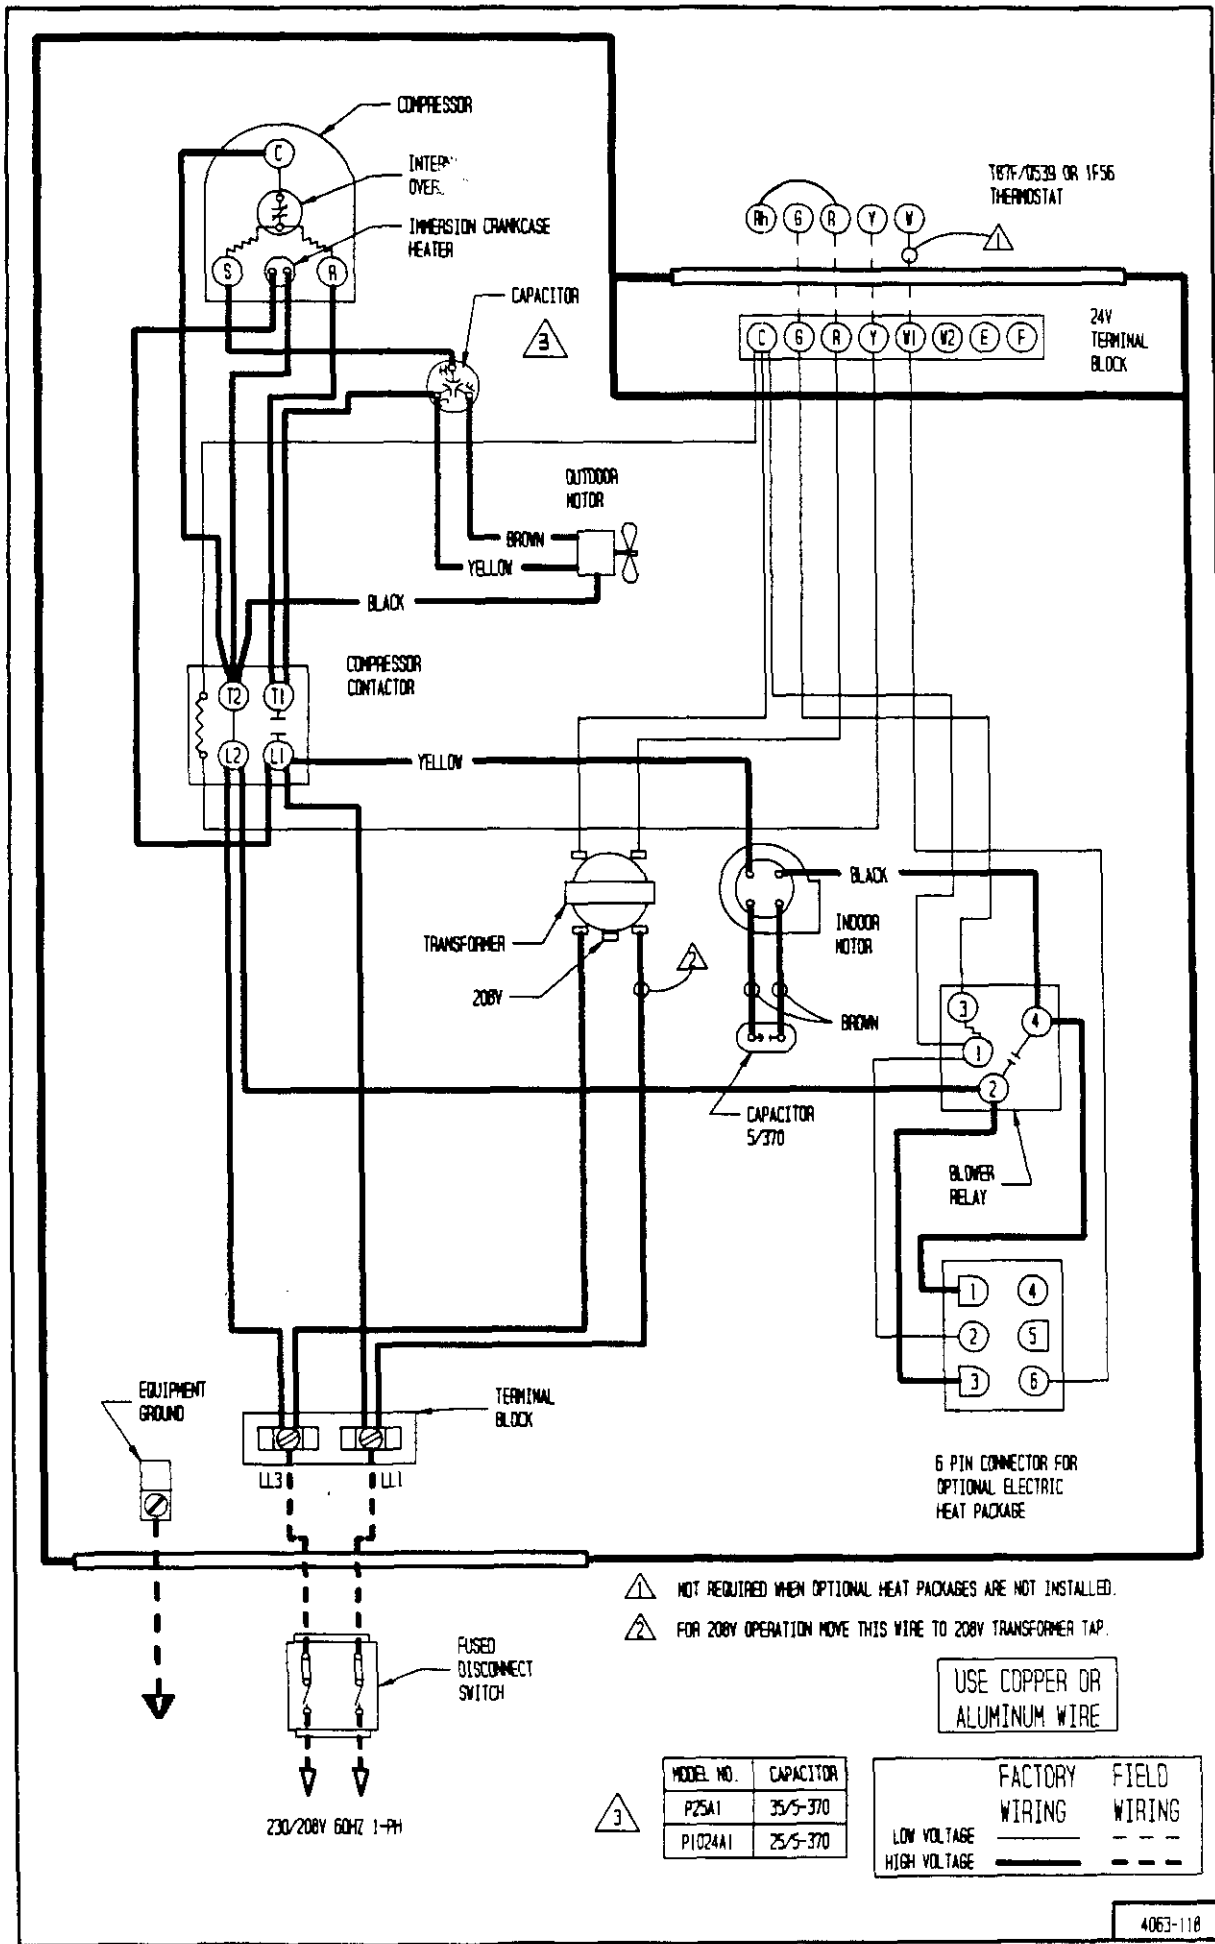 COMPRESSOR
C
IMMERSION CRANKCASE
HEATER
S
R
CAPACITOR
3
T87F/Q539 OR 1F56
THERMOSTAT
Rh G R Y W
1
24V
TERMINAL
BLOCK
C G R Y W1 W2 E F
OUTDOOR
MOTOR
BROWN
YELLOW
BLACK
COMPRESSOR
CONTACTOR
T2 T1
L2 L1
YELLOW
BLACK
INDOOR
MOTOR
TRANSFORMER
208V
2
BROWN
CAPACITOR
5/370
3
4
1
2
BLOWER
RELAY
1 4
2 5
3 6
6 PIN CONNECTOR FOR
OPTIONAL ELECTRIC
HEAT PACKAGE
EQUIPMENT
GROUND
TERMINAL
BLOCK
LL3 LL1
FUSED
DISCONNECT
SWITCH
230/208V 60HZ 1-PH
1 NOT REQUIRED WHEN OPTIONAL HEAT PACKAGES ARE NOT INSTALLED.
2 FOR 208V OPERATION MOVE THIS WIRE TO 208V TRANSFORMER TAP.
USE COPPER OR
ALUMINUM WIRE
3
MODEL NO. CAPACITOR
P25A1 35/5-370
P1024A1 25/5-370
FACTORY FIELD
WIRING WIRING
LOW VOLTAGE
HIGH VOLTAGE
4063-118